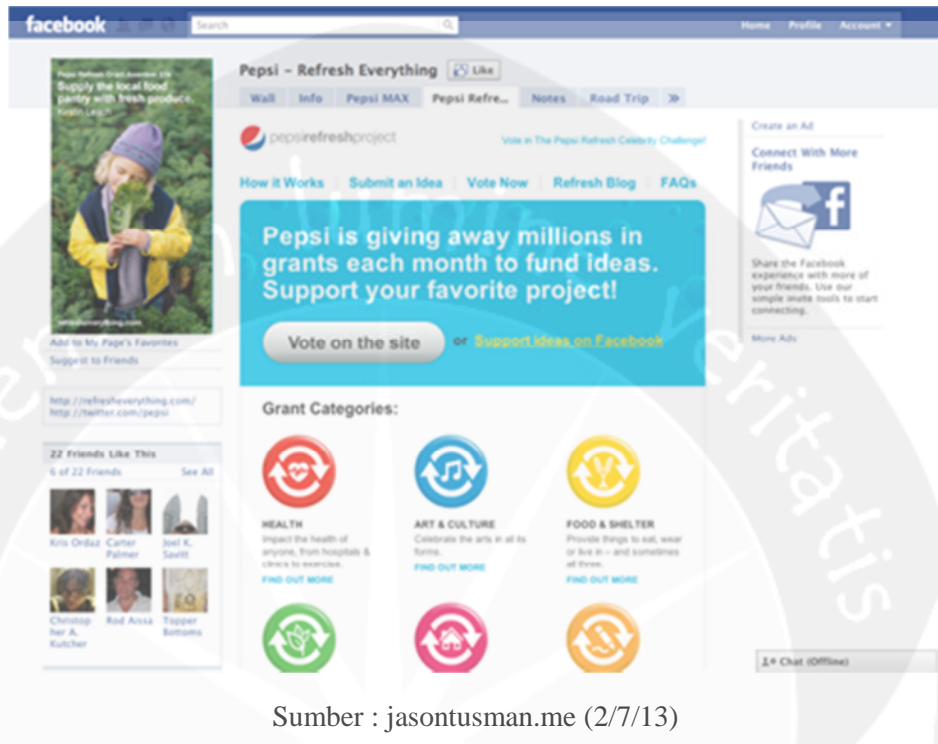 facebook
Search
Home Profile Account
Pepsi – Refresh Everything Like
Wall Info Pepsi MAX Pepsi Refre... Notes Road Trip »
Supply the local food
pantry with fresh produce.
refresheverything.com
Add to My Page's Favorites
Suggest to Friends
http://refresheverything.com/
http://twitter.com/pepsi
22 Friends Like This
6 of 22 Friends See All
Kris Ordaz
Carter
Palmer
Joel K.
Savitt
Christop
her A.
Kutcher
Rod Aissa
Topper
Bottoms
pepsirefreshproject
Vote in The Pepsi Refresh Celebrity Challenge!
How it Works Submit an Idea Vote Now Refresh Blog FAQs
Pepsi is giving away millions in
grants each month to fund ideas.
Support your favorite project!
Vote on the site or Support ideas on Facebook
Grant Categories:
HEALTH
Impact the health of
anyone, from hospitals &
clinics to exercise.
FIND OUT MORE
ART & CULTURE
Celebrate the arts in all its
forms.
FIND OUT MORE
FOOD & SHELTER
Provide things to eat, wear
or live in – and sometimes
all three.
FIND OUT MORE
Create an Ad
Connect With More
Friends
Share the Facebook
experience with more of
your friends. Use our
simple invite tools to start
connecting.
More Ads
Chat (Offline)
lumine
veritatis
Sumber : jasontusman.me (2/7/13)